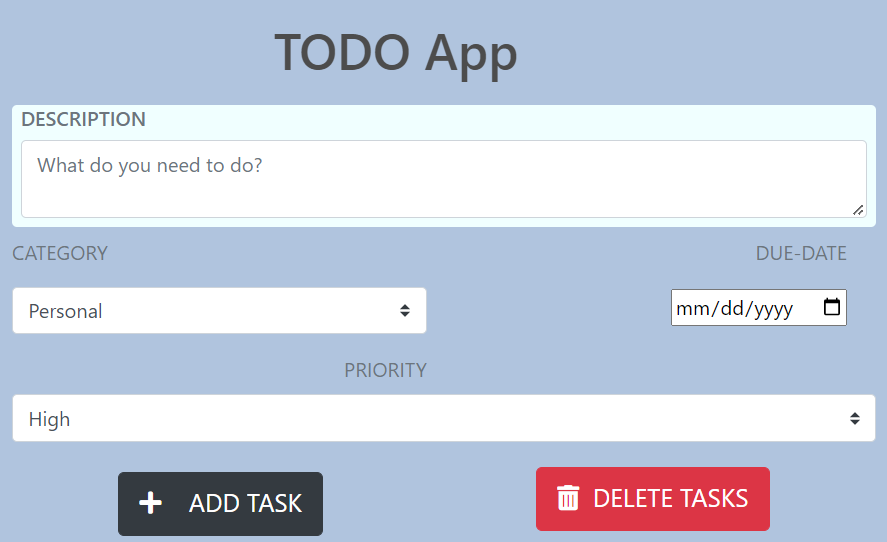 TODO App
DESCRIPTION
What do you need to do?
CATEGORY
DUE-DATE
Personal
mm/dd/yyyy
PRIORITY
High
ADD TASK
DELETE TASKS